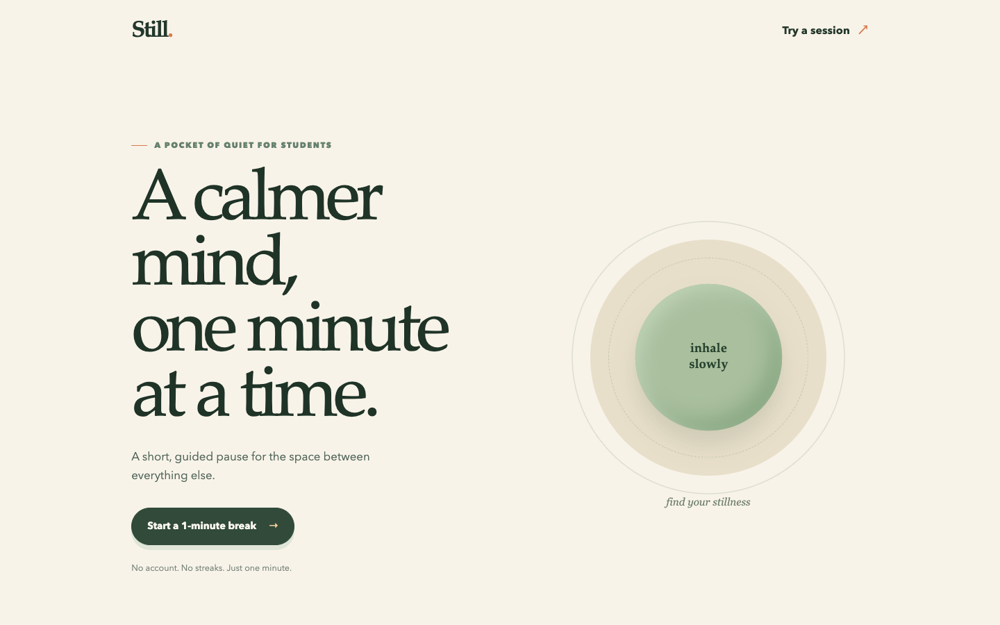 Still.
Try a session ↗
A POCKET OF QUIET FOR STUDENTS
A calmer
mind,
one minute
at a time.
A short, guided pause for the space between
everything else.
Start a 1-minute break →
No account. No streaks. Just one minute.
inhale
slowly
find your stillness